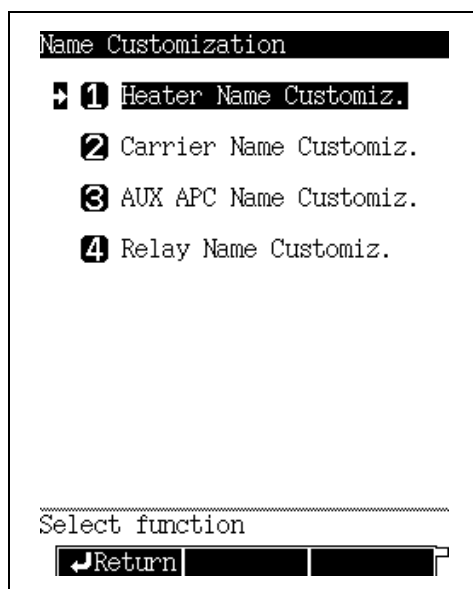 Name Customization
1 Heater Name Customiz.
2 Carrier Name Customiz.
3 AUX APC Name Customiz.
4 Relay Name Customiz.
Select function
Return